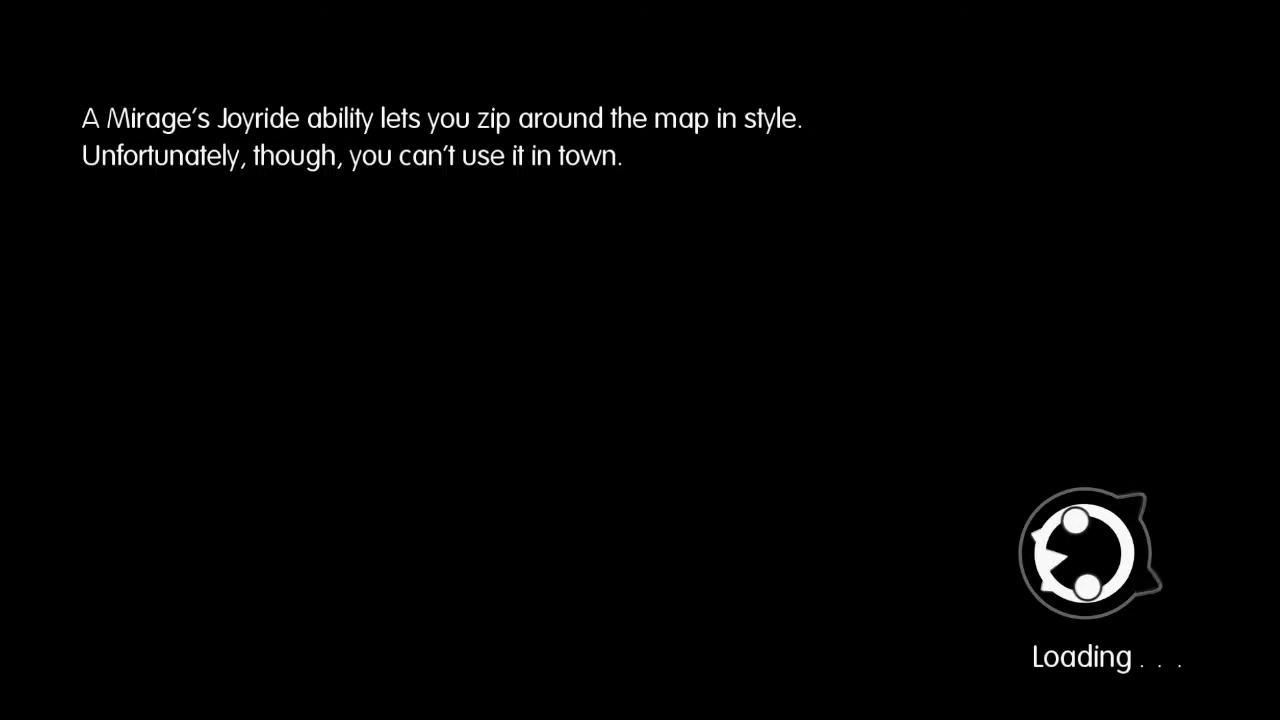 A Mirage's Joyride ability lets you zip around the map in style.
Unfortunately, though, you can't use it in town.
Loading . . .